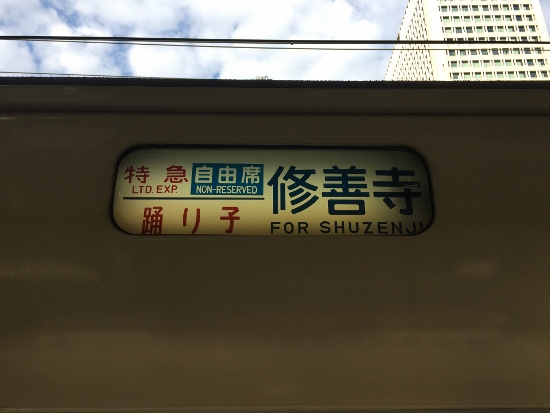 特急 自由席 修善寺
LTD. EXP. NON-RESERVED
踊り子 FOR SHUZENJI